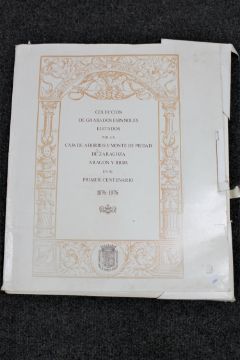 COLECCION
DE GRABADOS ESPAÑOLES
EDITADOS
POR LA
CAJA DE AHORROS Y MONTE DE PIEDAD
DE ZARAGOZA
ARAGON Y RIOJA
EN SU
PRIMER CENTENARIO
1876-1976